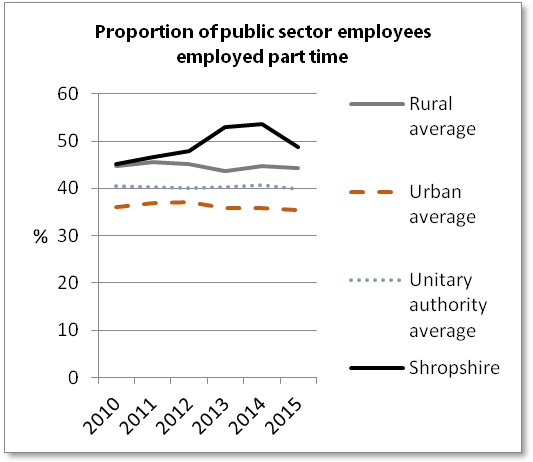 Proportion of public sector employees
employed part time
60
50
40
30
20
10
0
%
2010
2011
2012
2013
2014
2015
Rural
average
Urban
average
Unitary
authority
average
Shropshire